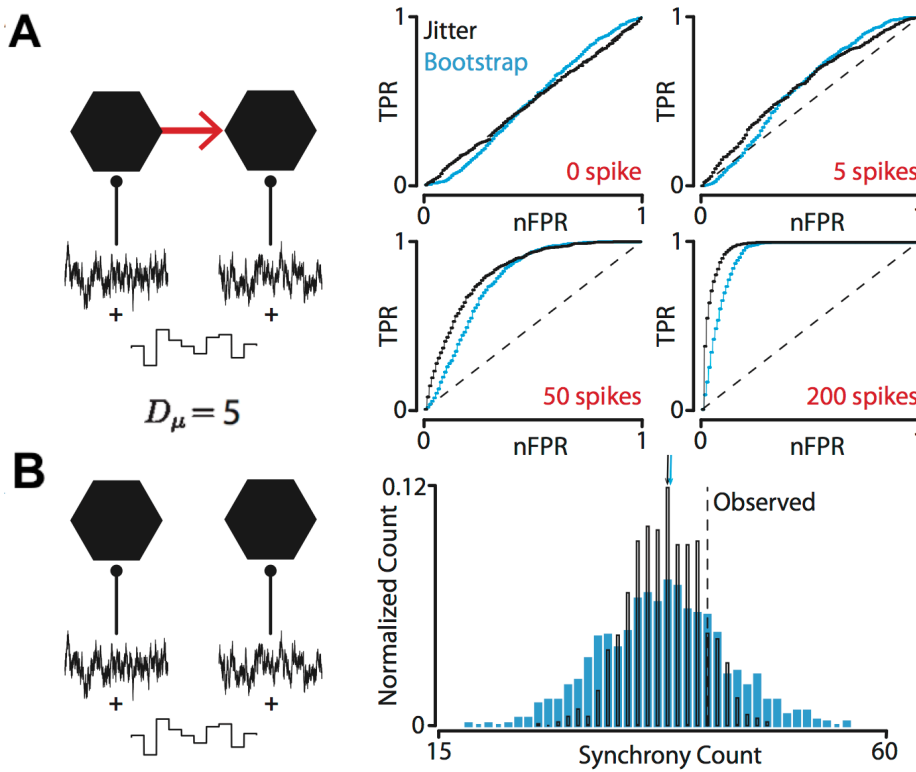 A
+
+
Dμ = 5
Jitter
Bootstrap
1
TPR
0
0 spike
0
nFPR
1
1
TPR
0
5 spikes
0
nFPR
1
1
TPR
0
50 spikes
0
nFPR
1
1
TPR
0
200 spikes
0
nFPR
1
B
+
+
0.12
Observed
Normalized Count
0
15
Synchrony Count
60